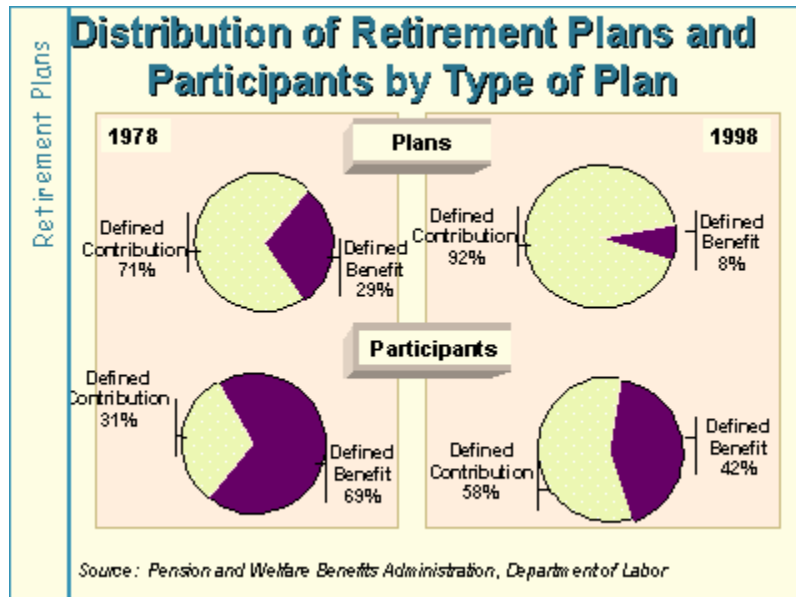 Retirement Plans
Distribution of Retirement Plans and
Participants by Type of Plan
1978
Plans
1998
Defined
Contribution
71%
Defined
Benefit
29%
Defined
Contribution
92%
Defined
Benefit
8%
Participants
Defined
Contribution
31%
Defined
Benefit
69%
Defined
Contribution
58%
Defined
Benefit
42%
Source: Pension and Welfare Benefits Administration, Department of Labor